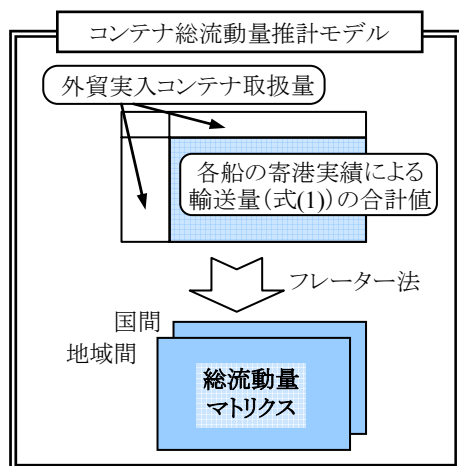 コンテナ総流動量推計モデル
外貿実入コンテナ取扱量
各船の寄港実績による
輸送量(式(1))の合計値
フレーター法
国間
地域間
総流動量
マトリクス